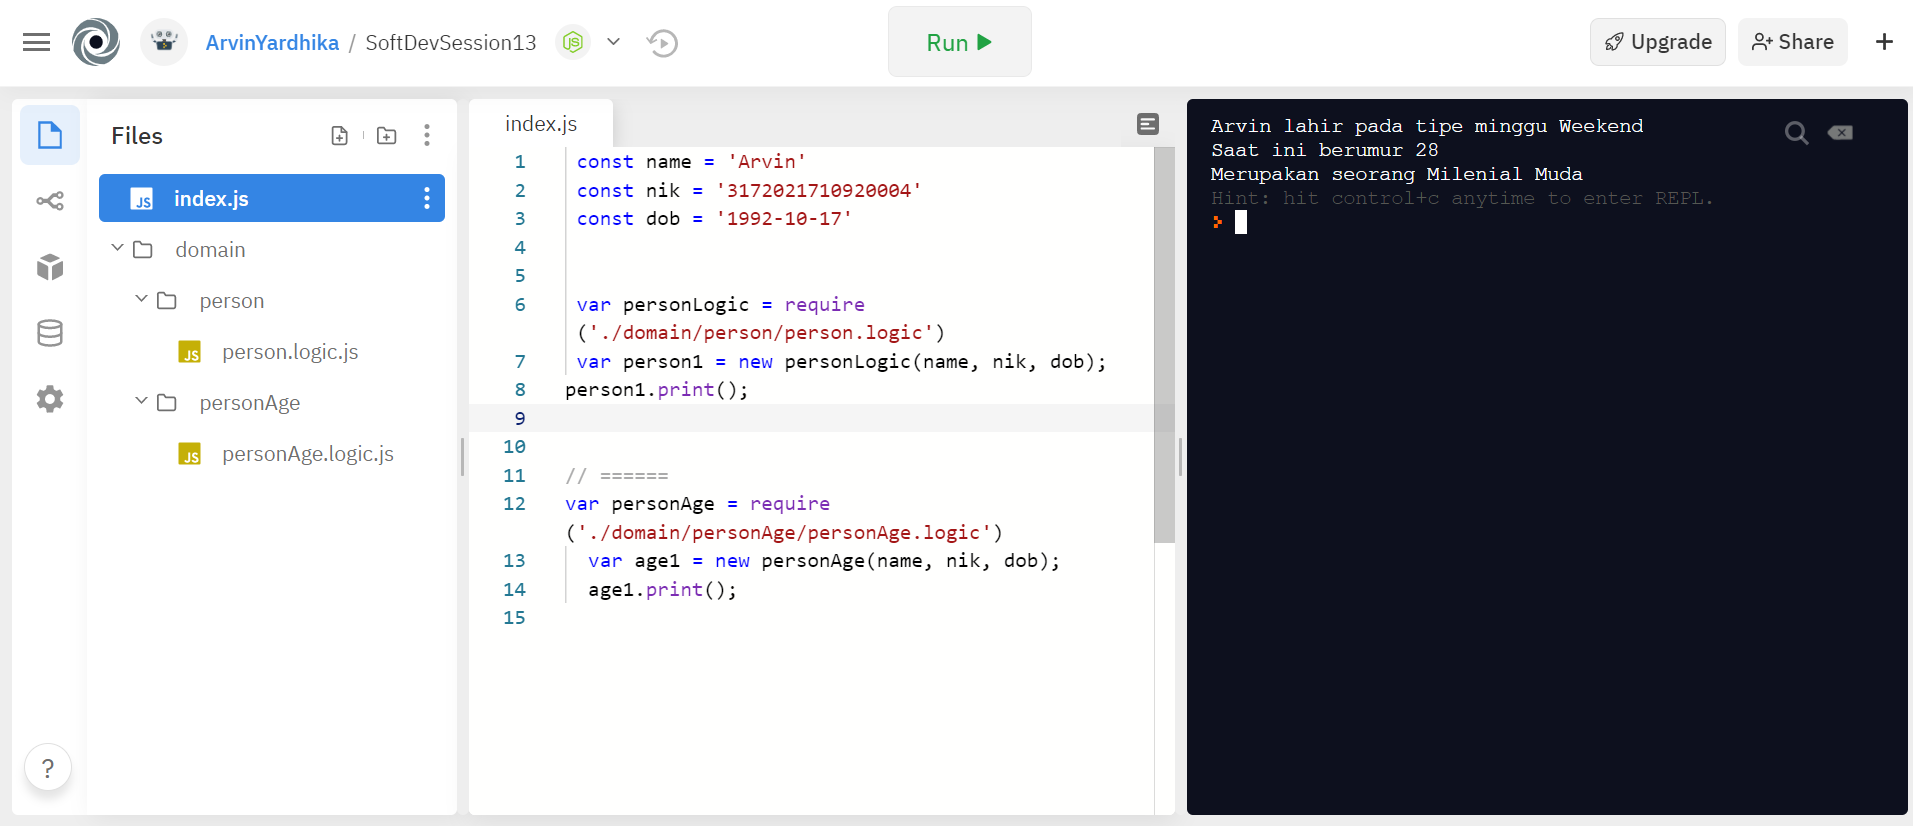 ArvinYardhika / SoftDevSession13
Run
Upgrade
Share
Files
index.js
domain
person
person.logic.js
personAge
personAge.logic.js
?
index.js
1 const name = 'Arvin'
2 const nik = '3172021710920004'
3 const dob = '1992-10-17'
4
5
6 var personLogic = require
('./domain/person/person.logic')
7 var person1 = new personLogic(name, nik, dob);
8 person1.print();
9
10
11 // ======
12 var personAge = require
('./domain/personAge/personAge.logic')
13 var age1 = new personAge(name, nik, dob);
14 age1.print();
15
Arvin lahir pada tipe minggu Weekend
Saat ini berumur 28
Merupakan seorang Milenial Muda
Hint: hit control+c anytime to enter REPL.